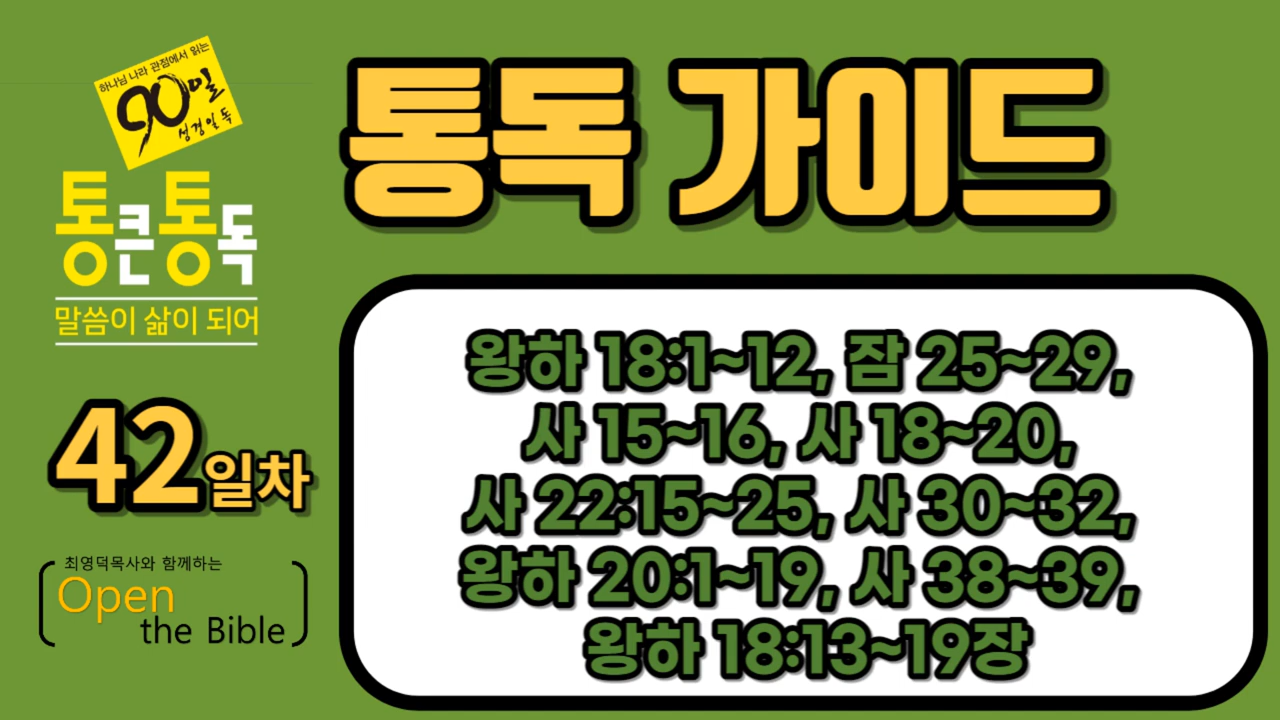 하나님 나라 관점에서 읽는
90일
성경일독
통큰통독
말씀이 삶이 되어
42일차
최영덕목사와 함께하는
Open
the Bible
통독 가이드
왕하 18:1~12, 잠 25~29,
사 15~16, 사 18~20,
사 22:15~25, 사 30~32,
왕하 20:1~19, 사 38~39,
왕하 18:13~19장